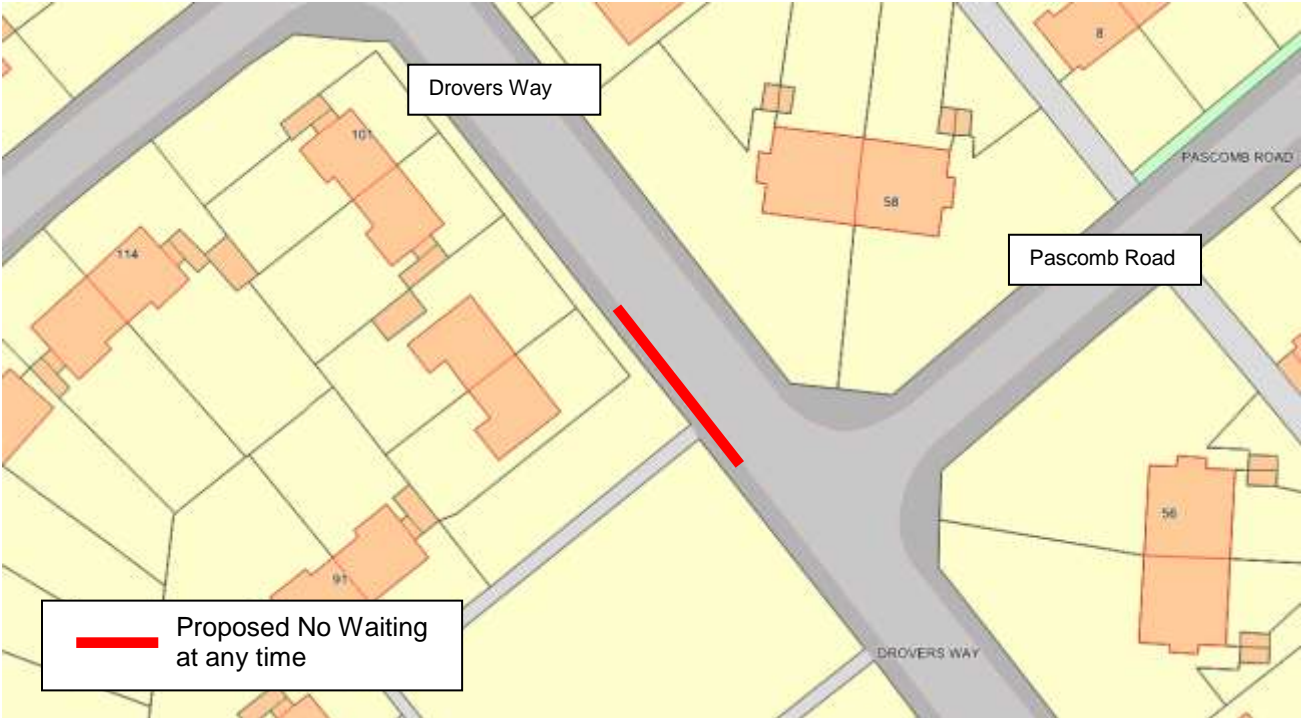 8
Drovers Way
101
PASCOMB ROAD
58
114
Pascomb Road
56
91
Proposed No Waiting
at any time
DROVERS WAY